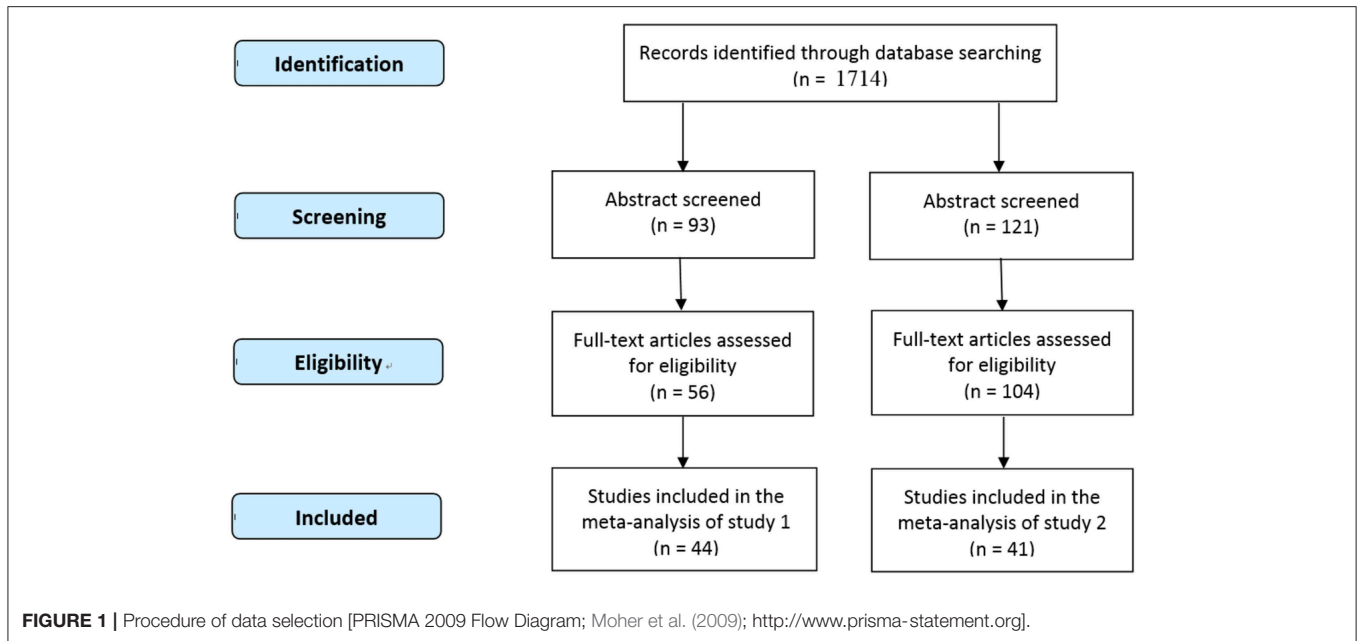 Identification
Records identified through database searching
(n = 1714)
Screening
Abstract screened
(n = 93)
Abstract screened
(n = 121)
Eligibility
Full-text articles assessed
for eligibility
(n = 56)
Full-text articles assessed
for eligibility
(n = 104)
Included
Studies included in the
meta-analysis of study 1
(n = 44)
Studies included in the
meta-analysis of study 2
(n = 41)
FIGURE 1 | Procedure of data selection [PRISMA 2009 Flow Diagram; Moher et al. (2009); http://www.prisma-statement.org].